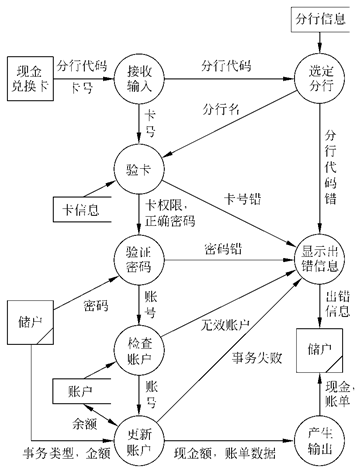 分行信息
现金
兑换卡
分行代码
卡号
接收
输入
分行代码
选定
分行
卡
号
分行名
分
行
代
码
错
验卡
卡信息
卡权限，
正确密码
卡号错
验证
密码
密码错
显示出
错信息
储户
密码
账
号
无效账户
出错
信息
检查
账户
事务失败
储户
账户
账
号
余额
现金，
账单
事务类型，金额
更新
账户
现金额，账单数据
产生
输出